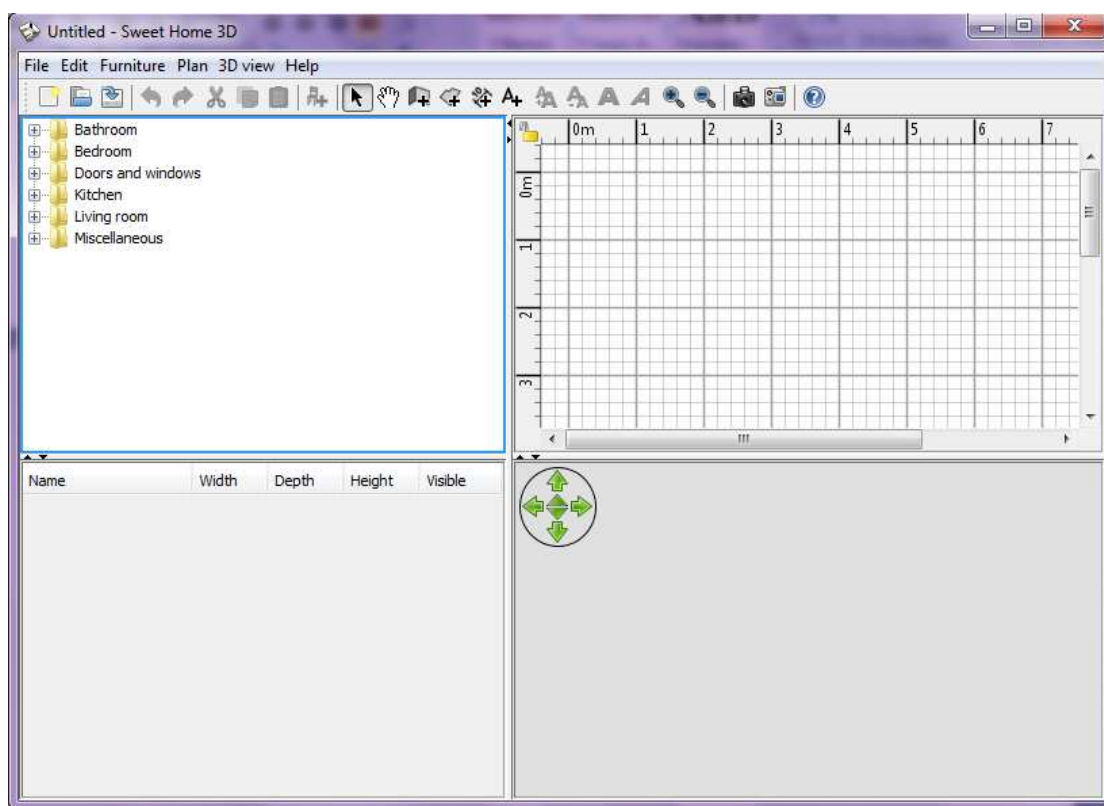 Untitled - Sweet Home 3D
File Edit Furniture Plan 3D view Help
Bathroom
Bedroom
Doors and windows
Kitchen
Living room
Miscellaneous
0m 1 2 3 4 5 6 7
0m
1
2
3
Name Width Depth Height Visible